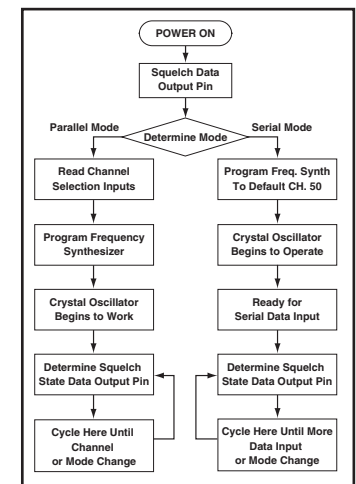 POWER ON
Squelch Data
Output Pin
Parallel Mode
Determine Mode
Serial Mode
Read Channel
Selection Inputs
Program Frequency
Synthesizer
Crystal Oscillator
Begins to Work
Determine Squelch
State Data Output Pin
Cycle Here Until
Channel
or Mode Change
Program Freq. Synth
To Default CH. 50
Crystal Oscillator
Begins to Operate
Ready for
Serial Data Input
Determine Squelch
State Data Output Pin
Cycle Here Until More
Data Input
or Mode Change